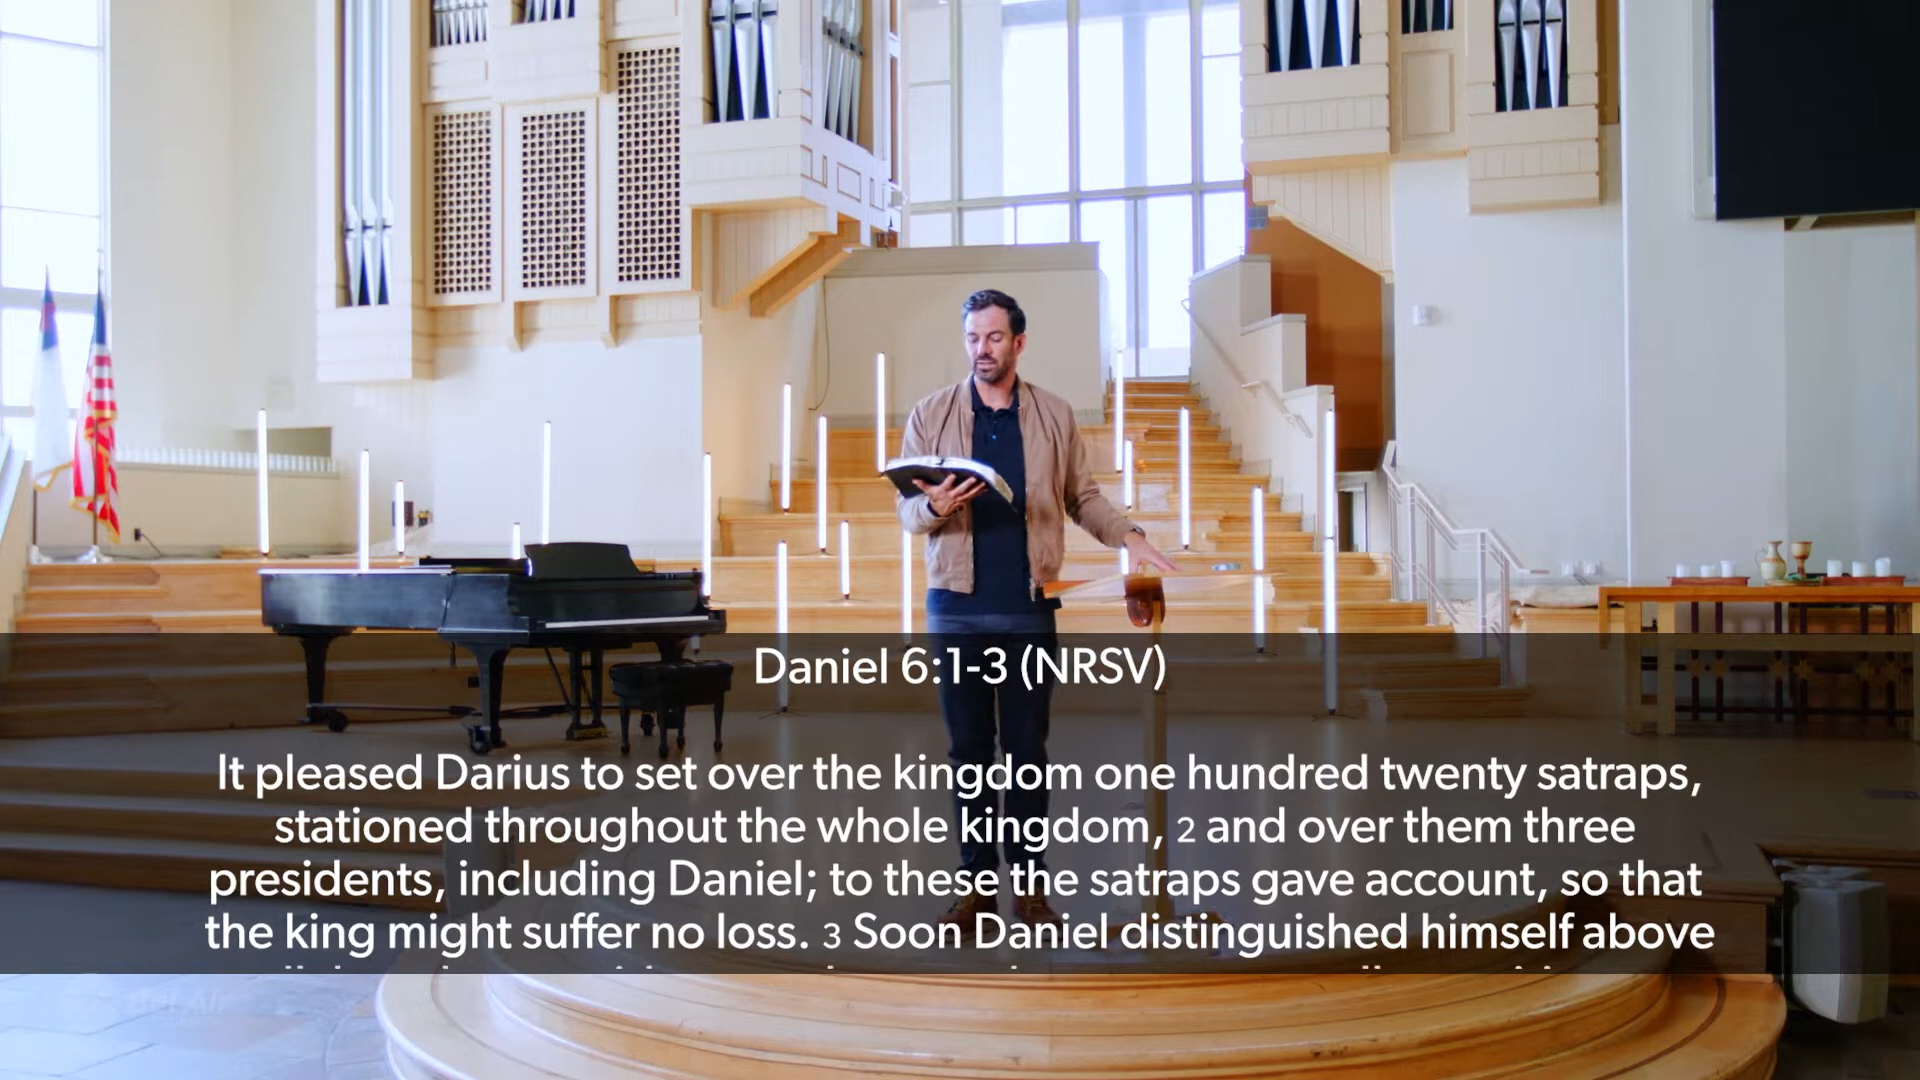 Daniel 6:1-3 (NRSV)
It pleased Darius to set over the kingdom one hundred twenty satraps,
stationed throughout the whole kingdom, 2 and over them three
presidents, including Daniel; to these the satraps gave account, so that
the king might suffer no loss. 3 Soon Daniel distinguished himself above